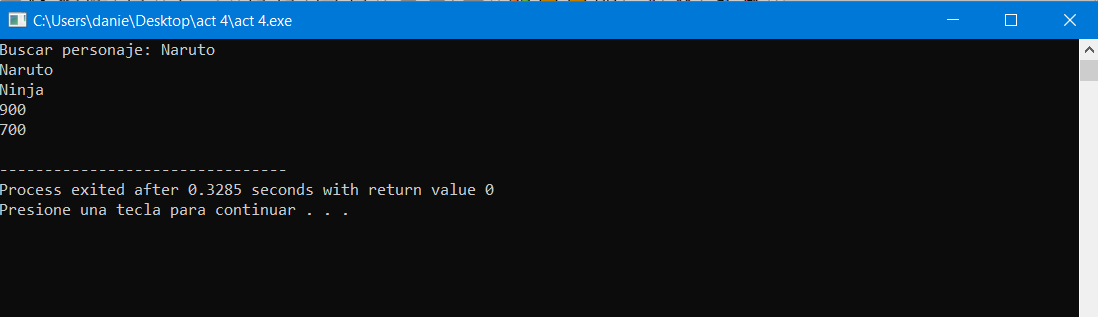 C:\Users\danie\Desktop\act 4\act 4.exe
Buscar personaje: Naruto
Naruto
Ninja
900
700
--------------------------------
Process exited after 0.3285 seconds with return value 0
Presione una tecla para continuar . . .